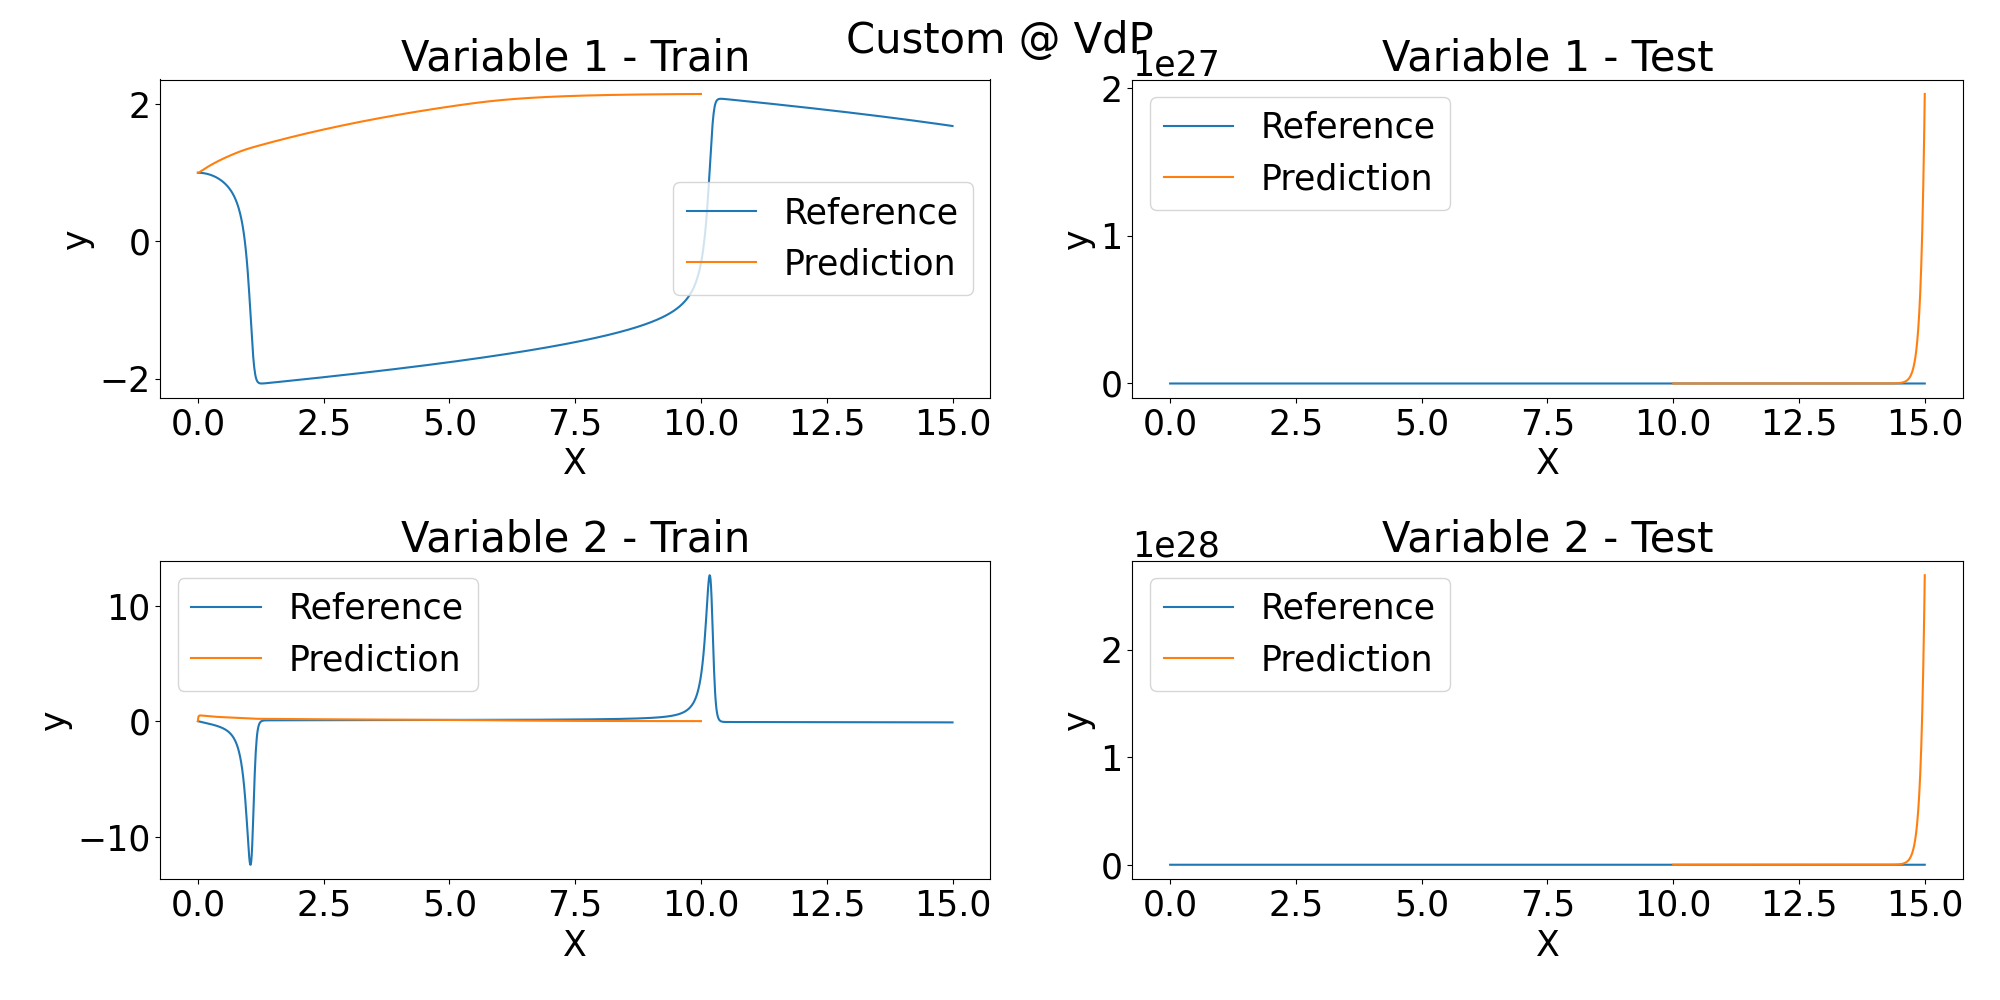 Custom @ VdP
Variable 1 - Train
2
0
−2
y
0.0 2.5 5.0 7.5 10.0 12.5 15.0
X
Reference
Prediction
Variable 1 - Test
1e27
2
1
0
y
0.0 2.5 5.0 7.5 10.0 12.5 15.0
X
Reference
Prediction
Variable 2 - Train
10
0
−10
y
0.0 2.5 5.0 7.5 10.0 12.5 15.0
X
Reference
Prediction
Variable 2 - Test
1e28
2
1
0
y
0.0 2.5 5.0 7.5 10.0 12.5 15.0
X
Reference
Prediction